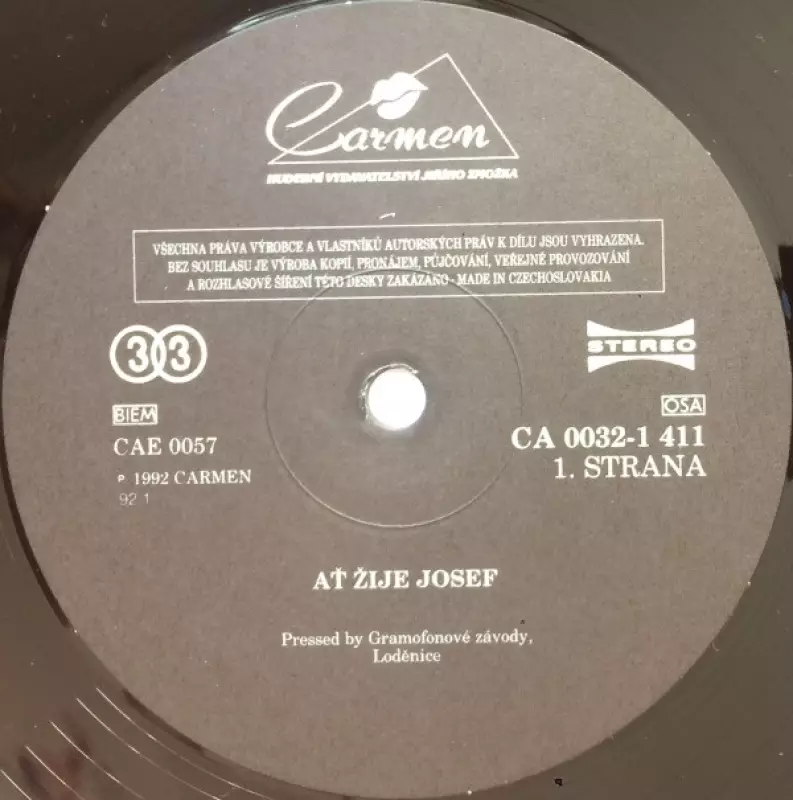 Carmen
HUDEBNÍ VYDAVATELSTVÍ JIŘÍHO ZMOŽKA
VŠECHNA PRÁVA VÝROBCE A VLASTNÍKŮ AUTORSKÝCH PRÁV K DÍLU JSOU VYHRAZENA.
BEZ SOUHLASU JE VÝROBA KOPIÍ, PRONÁJEM, PŮJČOVÁNÍ, VEŘEJNÉ PROVOZOVÁNÍ
A ROZHLASOVÉ ŠÍŘENÍ TÉTO DESKY ZAKÁZÁNO - MADE IN CZECHOSLOVAKIA
33
STEREO
BIEM
OSA
CAE 0057
CA 0032-1 411
℗ 1992 CARMEN
1. STRANA
92 1
AŤ ŽIJE JOSEF
Pressed by Gramofonové závody,
Loděnice